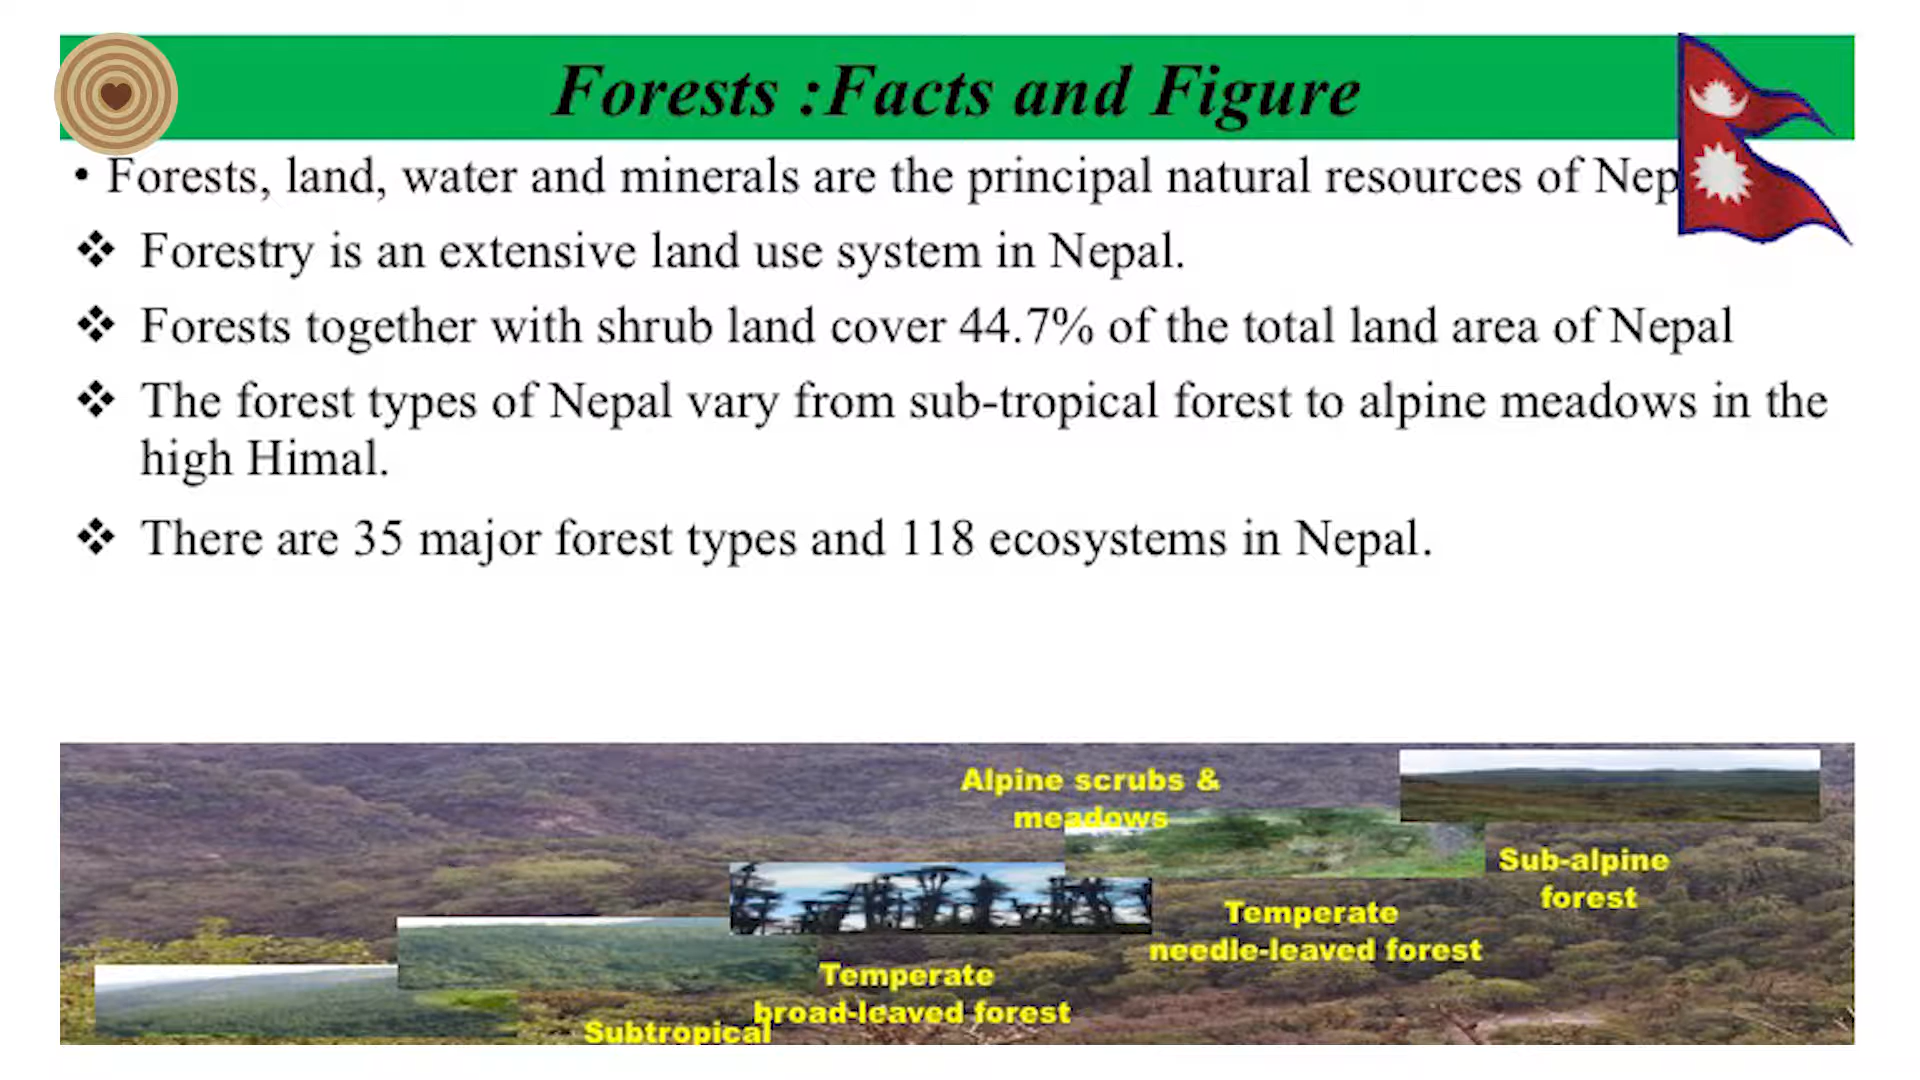 Forests :Facts and Figure
• Forests, land, water and minerals are the principal natural resources of Nep
❖ Forestry is an extensive land use system in Nepal.
❖ Forests together with shrub land cover 44.7% of the total land area of Nepal
❖ The forest types of Nepal vary from sub-tropical forest to alpine meadows in the
high Himal.
❖ There are 35 major forest types and 118 ecosystems in Nepal.
Alpine scrubs &
meadows
Sub-alpine
forest
Temperate
needle-leaved forest
Temperate
broad-leaved forest
Subtropical